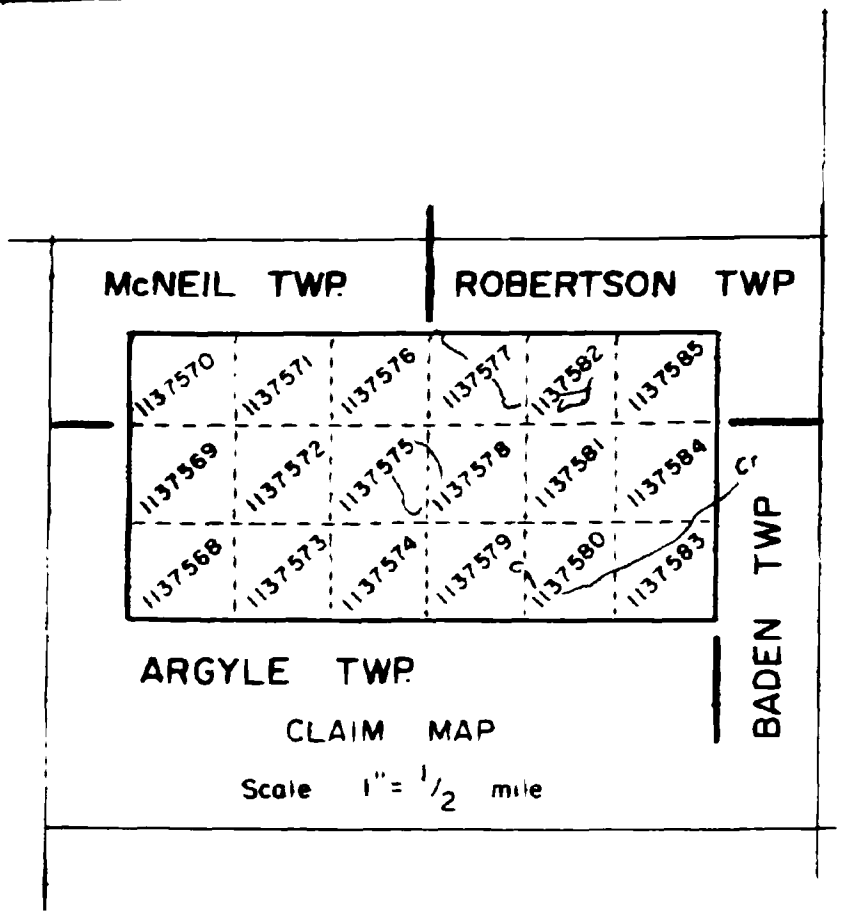 McNEIL TWP. ROBERTSON TWP
1137570 1137571 1137576 1137577 1137582 1137585
1137569 1137572 1137575 1137578 1137581 1137584
Cr
1137568 1137573 1137574 1137579 1137580 1137583
BADEN TWP
ARGYLE TWP.
CLAIM MAP
Scale 1" = 1/2 mile